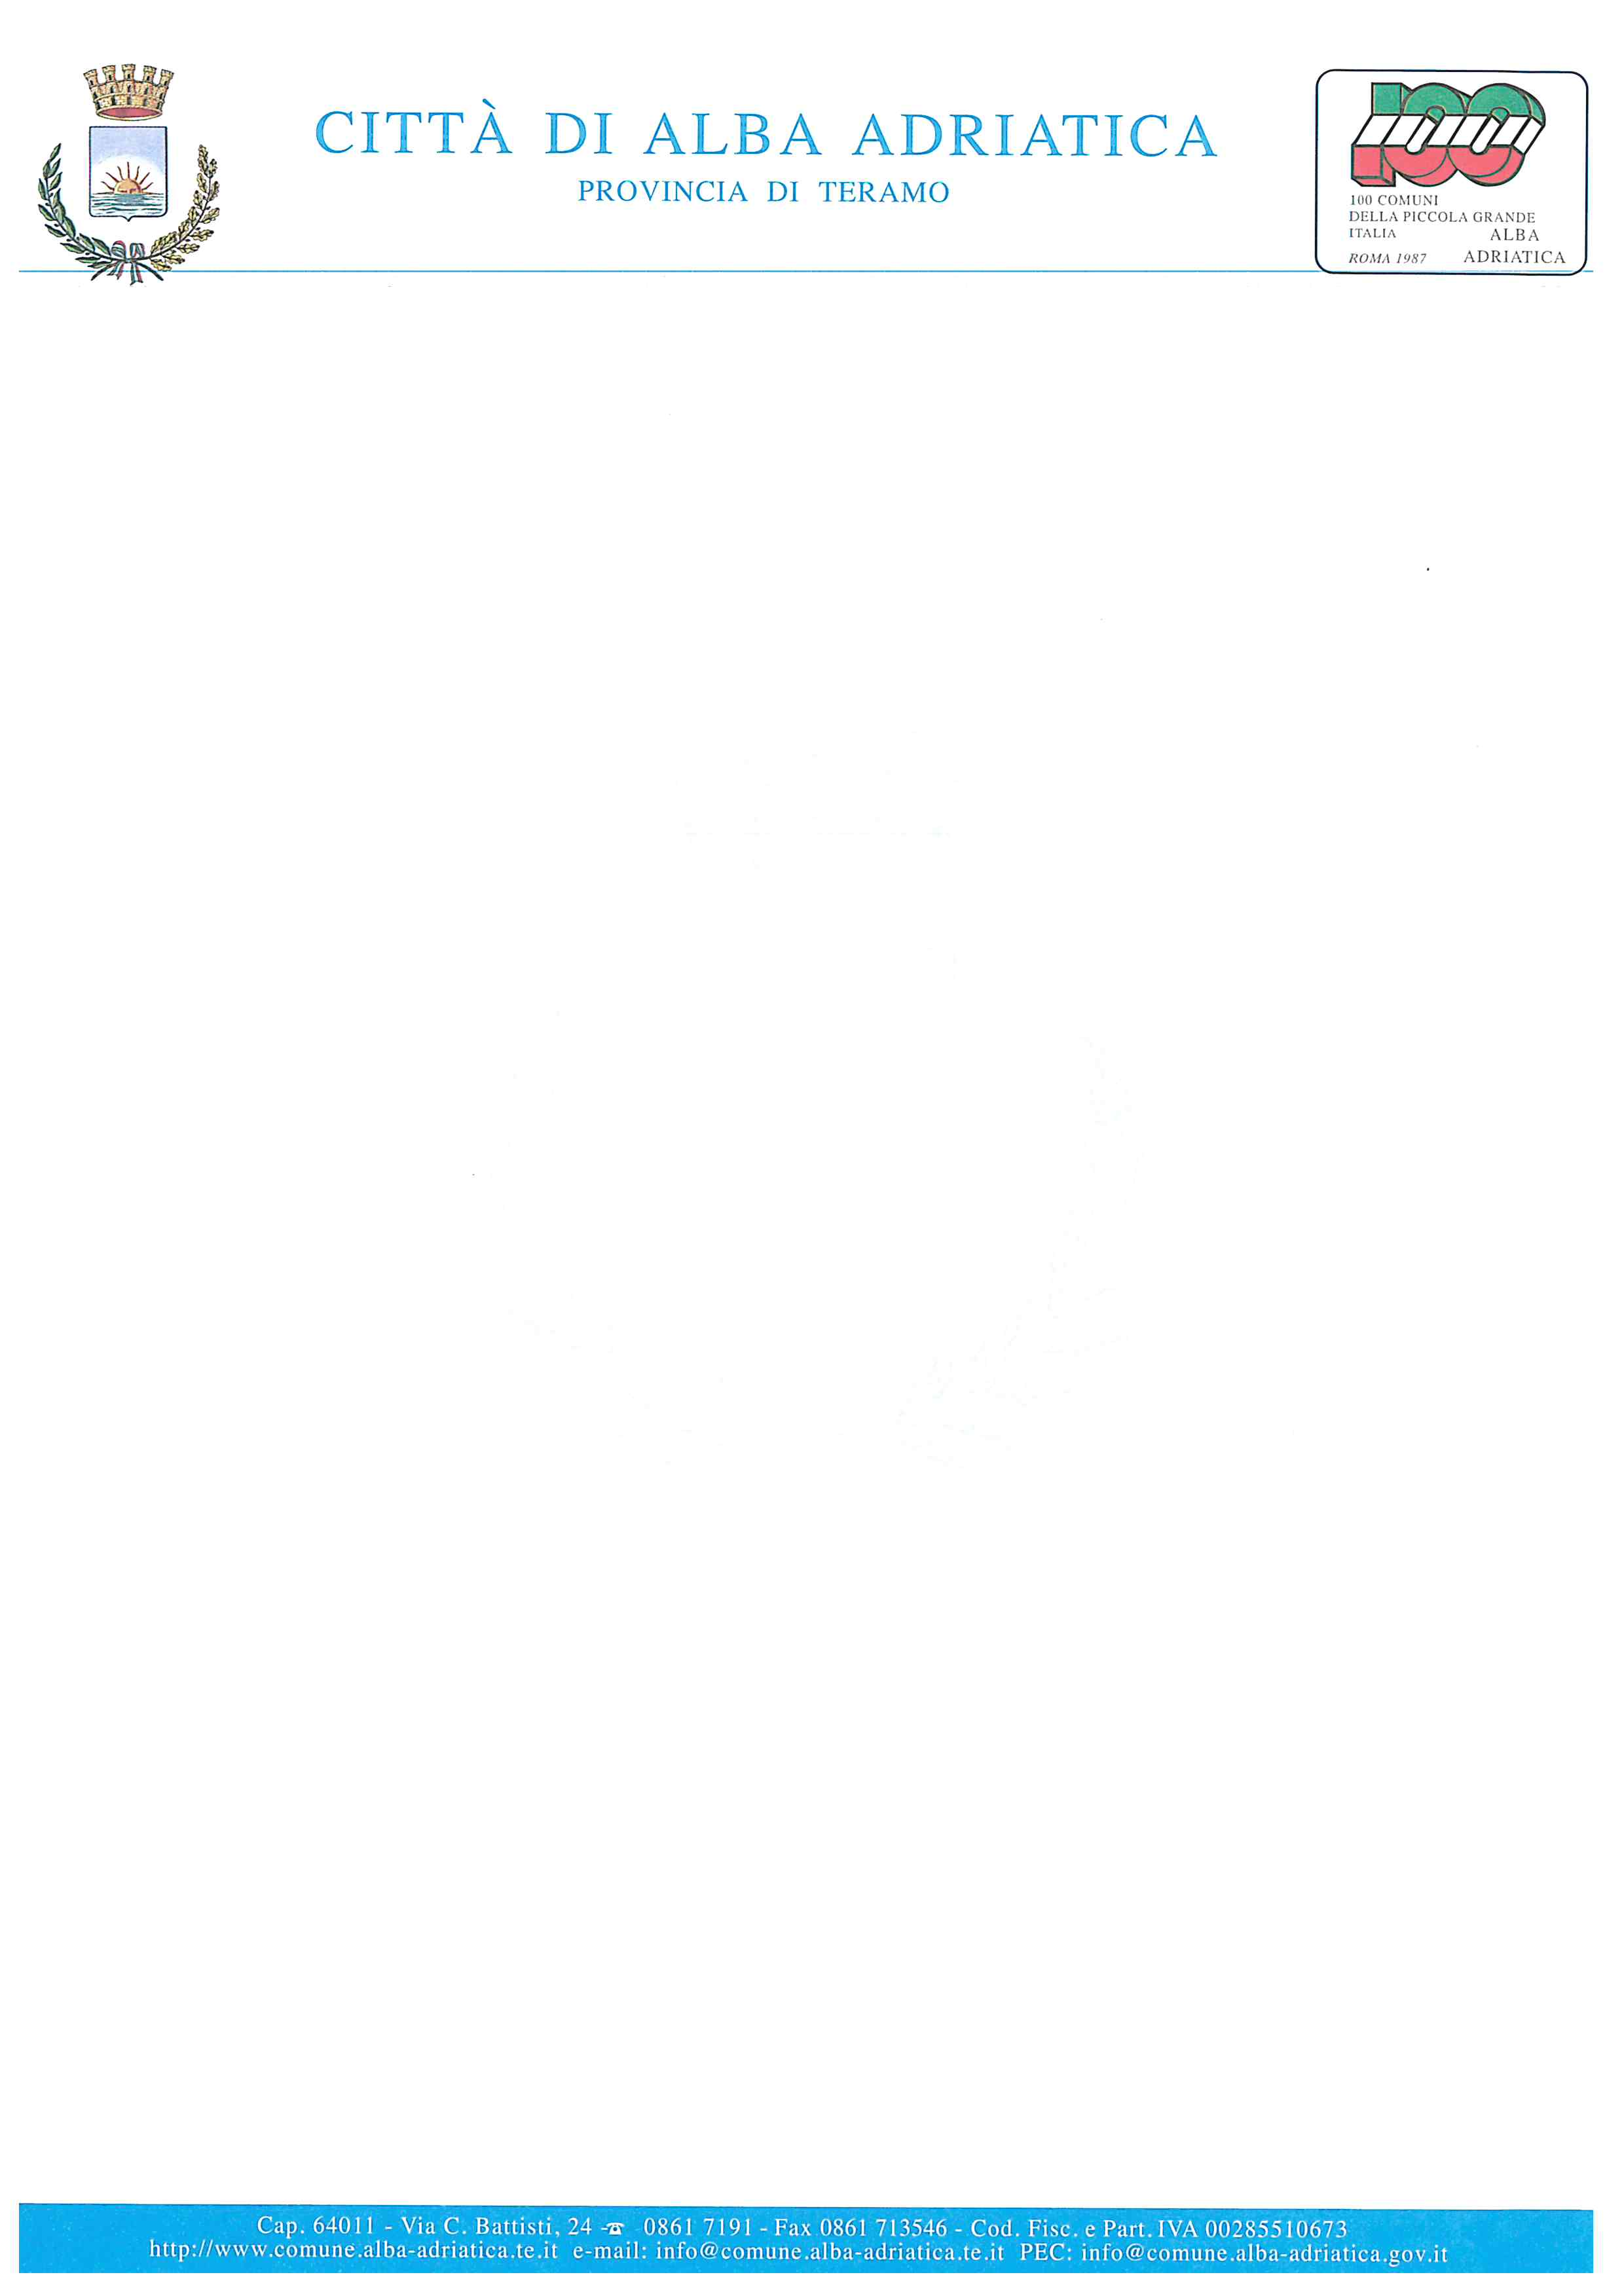 CITTÀ DI ALBA ADRIATICA
PROVINCIA DI TERAMO
100
100 COMUNI
DELLA PICCOLA GRANDE
ITALIA ALBA
ROMA 1987 ADRIATICA
Cap. 64011 - Via C. Battisti, 24 - ☎ 0861 7191 - Fax 0861 713546 - Cod. Fisc. e Part. IVA 00285510673
http://www.comune.alba-adriatica.te.it e-mail: info@comune.alba-adriatica.te.it PEC: info@comune.alba-adriatica.gov.it